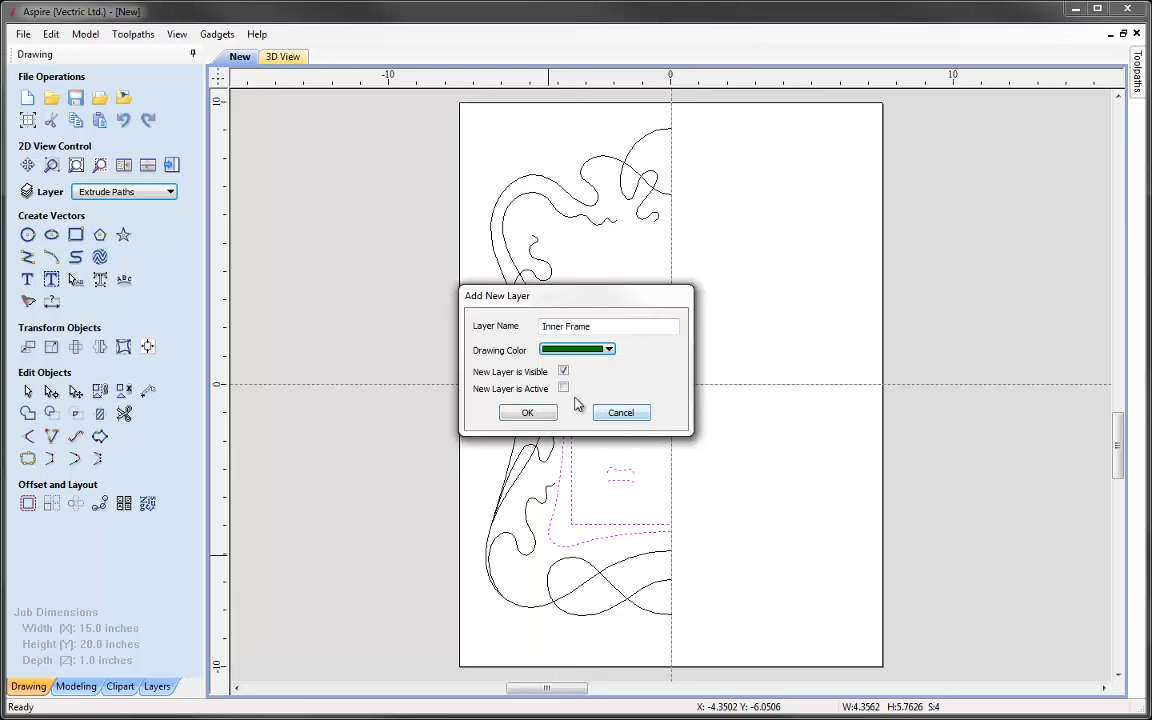 Aspire (Vectric Ltd.) - [New]
File Edit Model Toolpaths View Gadgets Help
Drawing
New 3D View
Toolpaths
File Operations
-10 0 10
10
0
-10
2D View Control
Layer Extrude Paths
Create Vectors
Transform Objects
Edit Objects
Offset and Layout
Add New Layer
Layer Name Inner Frame
Drawing Color
New Layer is Visible
New Layer is Active
OK Cancel
Job Dimensions
Width (X): 15.0 inches
Height (Y): 20.0 inches
Depth (Z): 1.0 inches
Drawing Modeling Clipart Layers
Ready X: -4.3502 Y: -6.0506 W:4.3562 H:5.7626 S:4